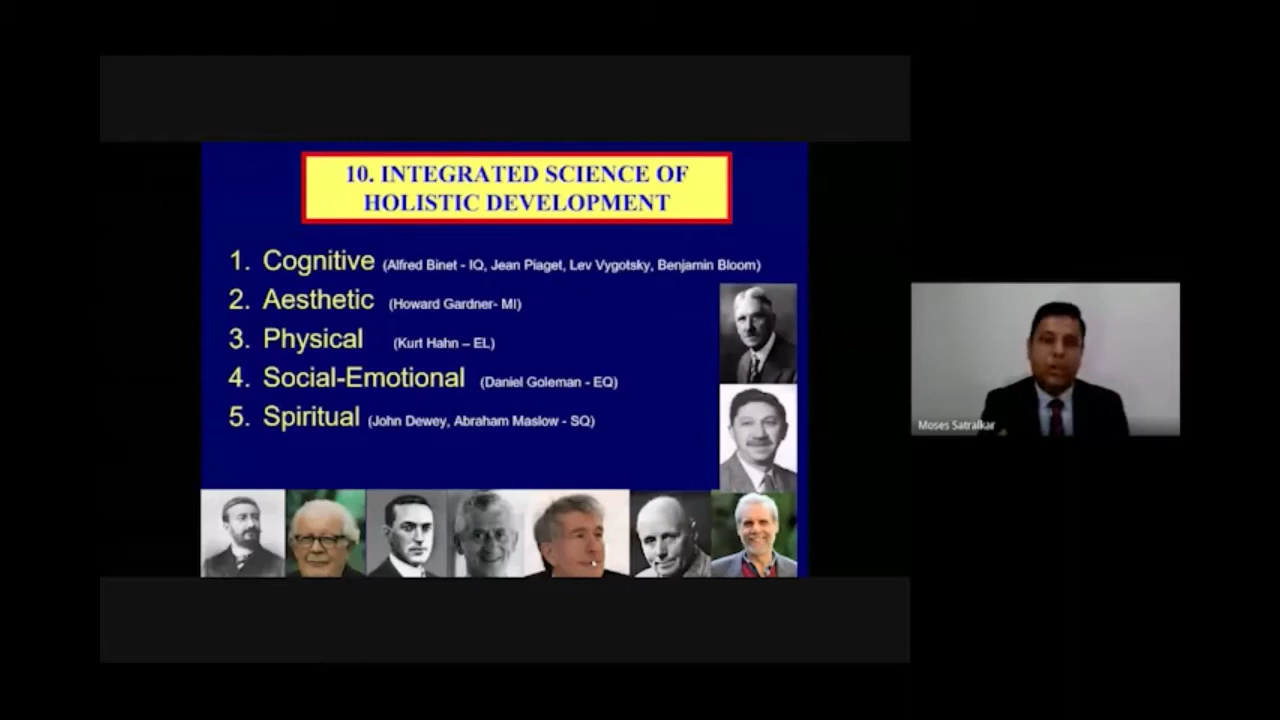 10. INTEGRATED SCIENCE OF
HOLISTIC DEVELOPMENT
1. Cognitive (Alfred Binet - IQ, Jean Piaget, Lev Vygotsky, Benjamin Bloom)
2. Aesthetic (Howard Gardner- MI)
3. Physical (Kurt Hahn – EL)
4. Social-Emotional (Daniel Goleman - EQ)
5. Spiritual (John Dewey, Abraham Maslow - SQ)
Moses Satralkar